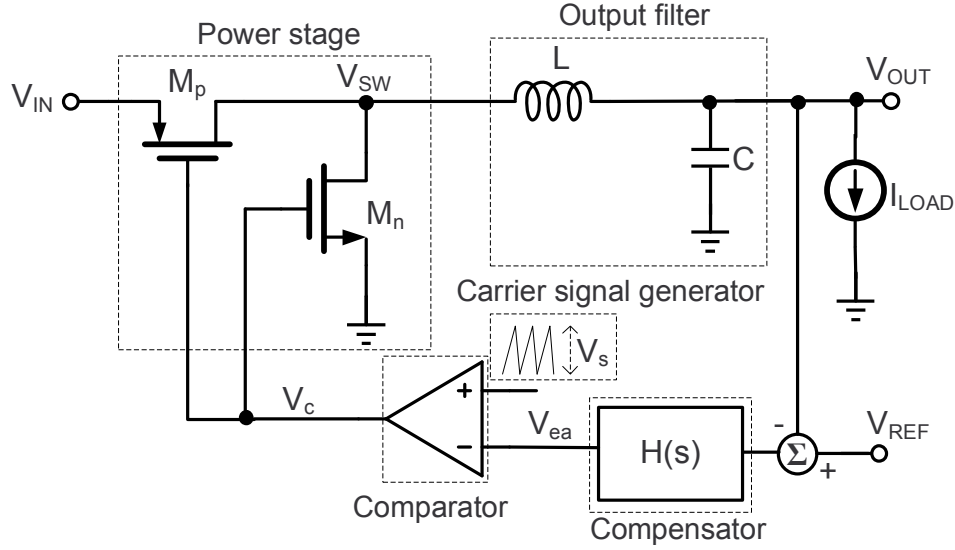 Output filter
Power stage
L
V_OUT
V_IN
M_p
V_SW
C
M_n
I_LOAD
Carrier signal generator
V_s
V_c
+
V_ea
-
V_REF
−
H(s)
Σ
+
Comparator
Compensator